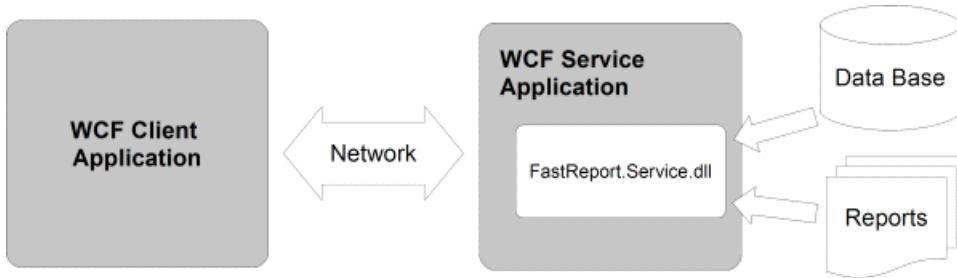 WCF Client
Application
Network
WCF Service
Application
FastReport.Service.dll
Data Base
Reports